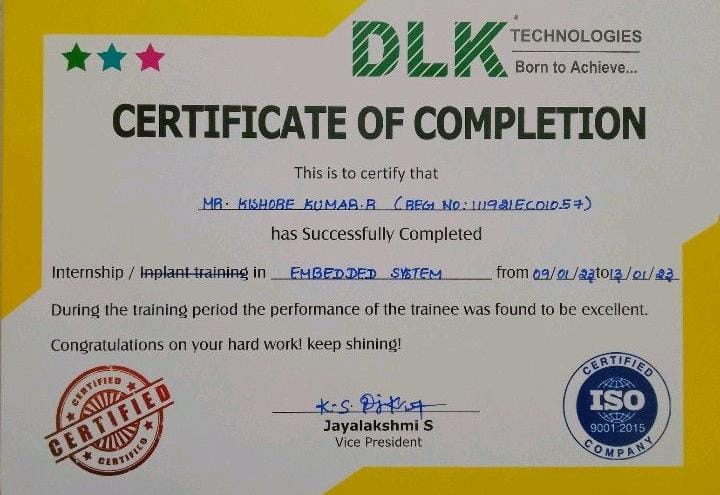 DLK TECHNOLOGIES
Born to Achieve...
CERTIFICATE OF COMPLETION
This is to certify that
MR. KISHORE KUMAR.R (REG NO: 111921EC01057)
has Successfully Completed
Internship / Inplant training in EMBEDDED SYSTEM from 09/01/23 to 13/01/23
During the training period the performance of the trainee was found to be excellent.
Congratulations on your hard work! keep shining!
CERTIFIED
CERTIFIED
CERTIFIED
Jayalakshmi S
Vice President
CERTIFIED
ISO
9001:2015
COMPANY